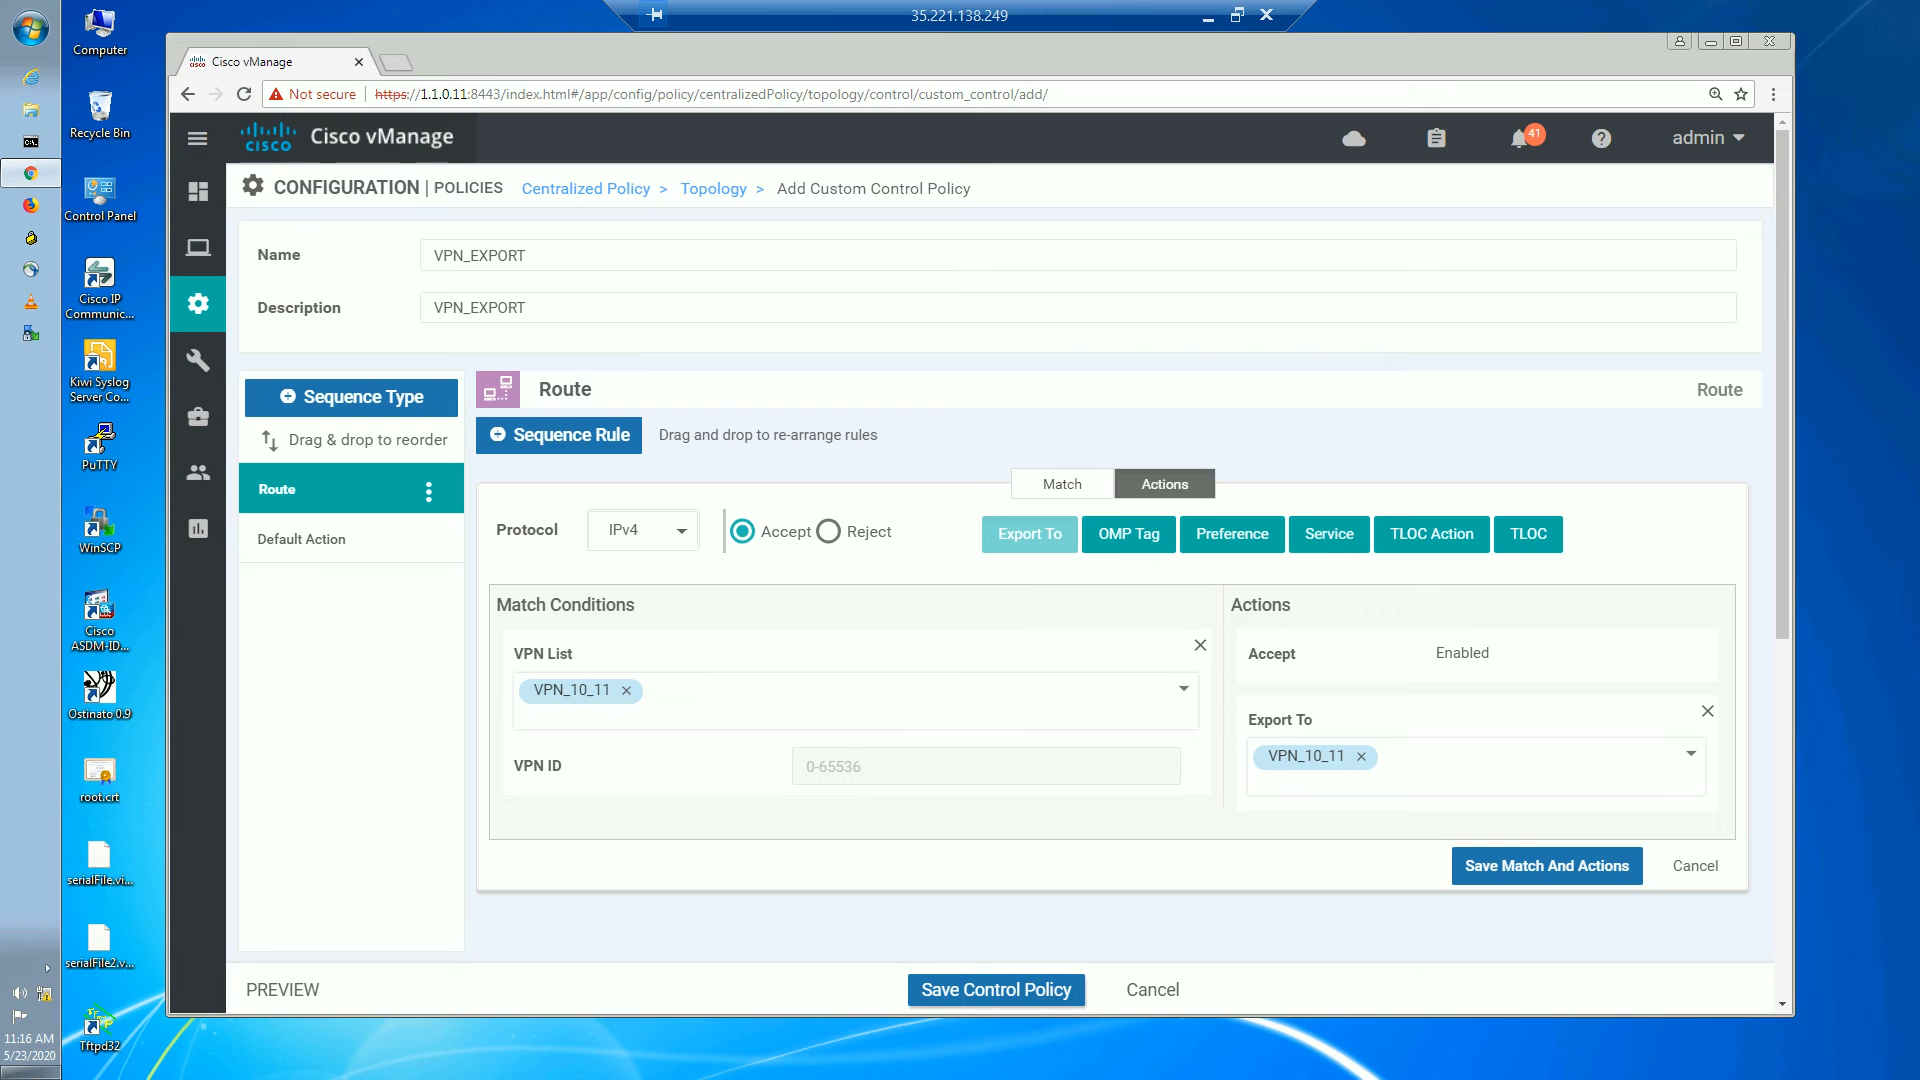 35.221.138.249
Computer
Recycle Bin
Control Panel
Cisco IP
Communic...
Kiwi Syslog
Server Co...
PuTTY
WinSCP
Cisco
ASDM-ID...
Ostinato 0.9
root.crt
serialFile.vi...
serialFile2.v...
Tftpd32
11:16 AM
5/23/2020
Cisco vManage
Not secure | https://1.1.0.11:8443/index.html#/app/config/policy/centralizedPolicy/topology/control/custom_control/add/
cisco Cisco vManage
41
admin
CONFIGURATION | POLICIES Centralized Policy > Topology > Add Custom Control Policy
Name VPN_EXPORT
Description VPN_EXPORT
Sequence Type
Drag & drop to reorder
Route
Default Action
Route Route
Sequence Rule Drag and drop to re-arrange rules
Match Actions
Protocol IPv4 Accept Reject Export To OMP Tag Preference Service TLOC Action TLOC
Match Conditions
VPN List
VPN_10_11
VPN ID 0-65536
Actions
Accept Enabled
Export To
VPN_10_11
Save Match And Actions Cancel
PREVIEW Save Control Policy Cancel